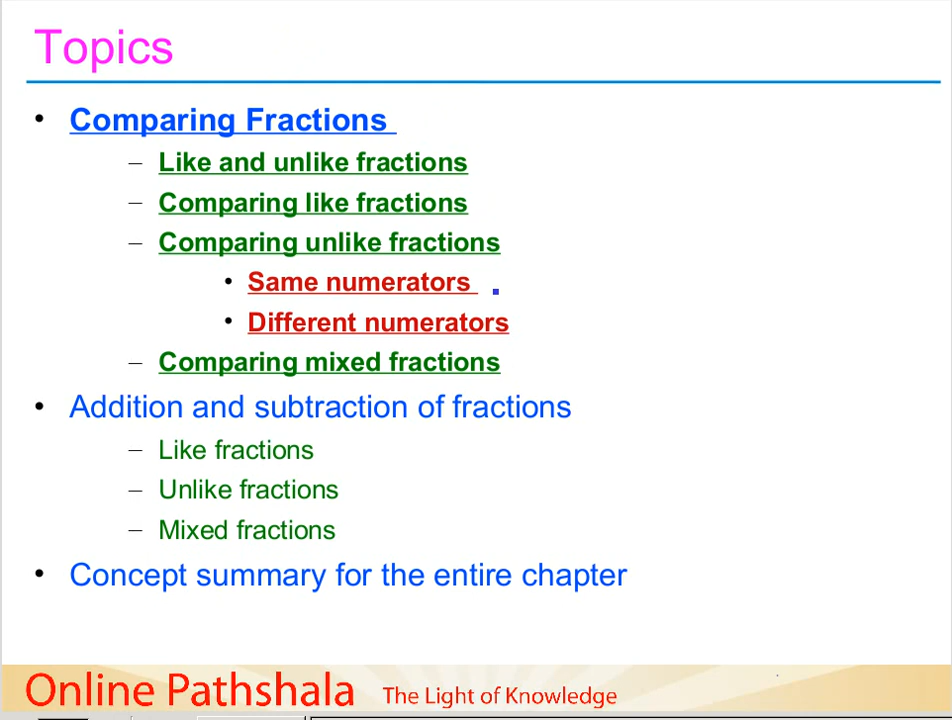 Topics
• Comparing Fractions
– Like and unlike fractions
– Comparing like fractions
– Comparing unlike fractions
• Same numerators
• Different numerators
– Comparing mixed fractions
• Addition and subtraction of fractions
– Like fractions
– Unlike fractions
– Mixed fractions
• Concept summary for the entire chapter
Online Pathshala The Light of Knowledge